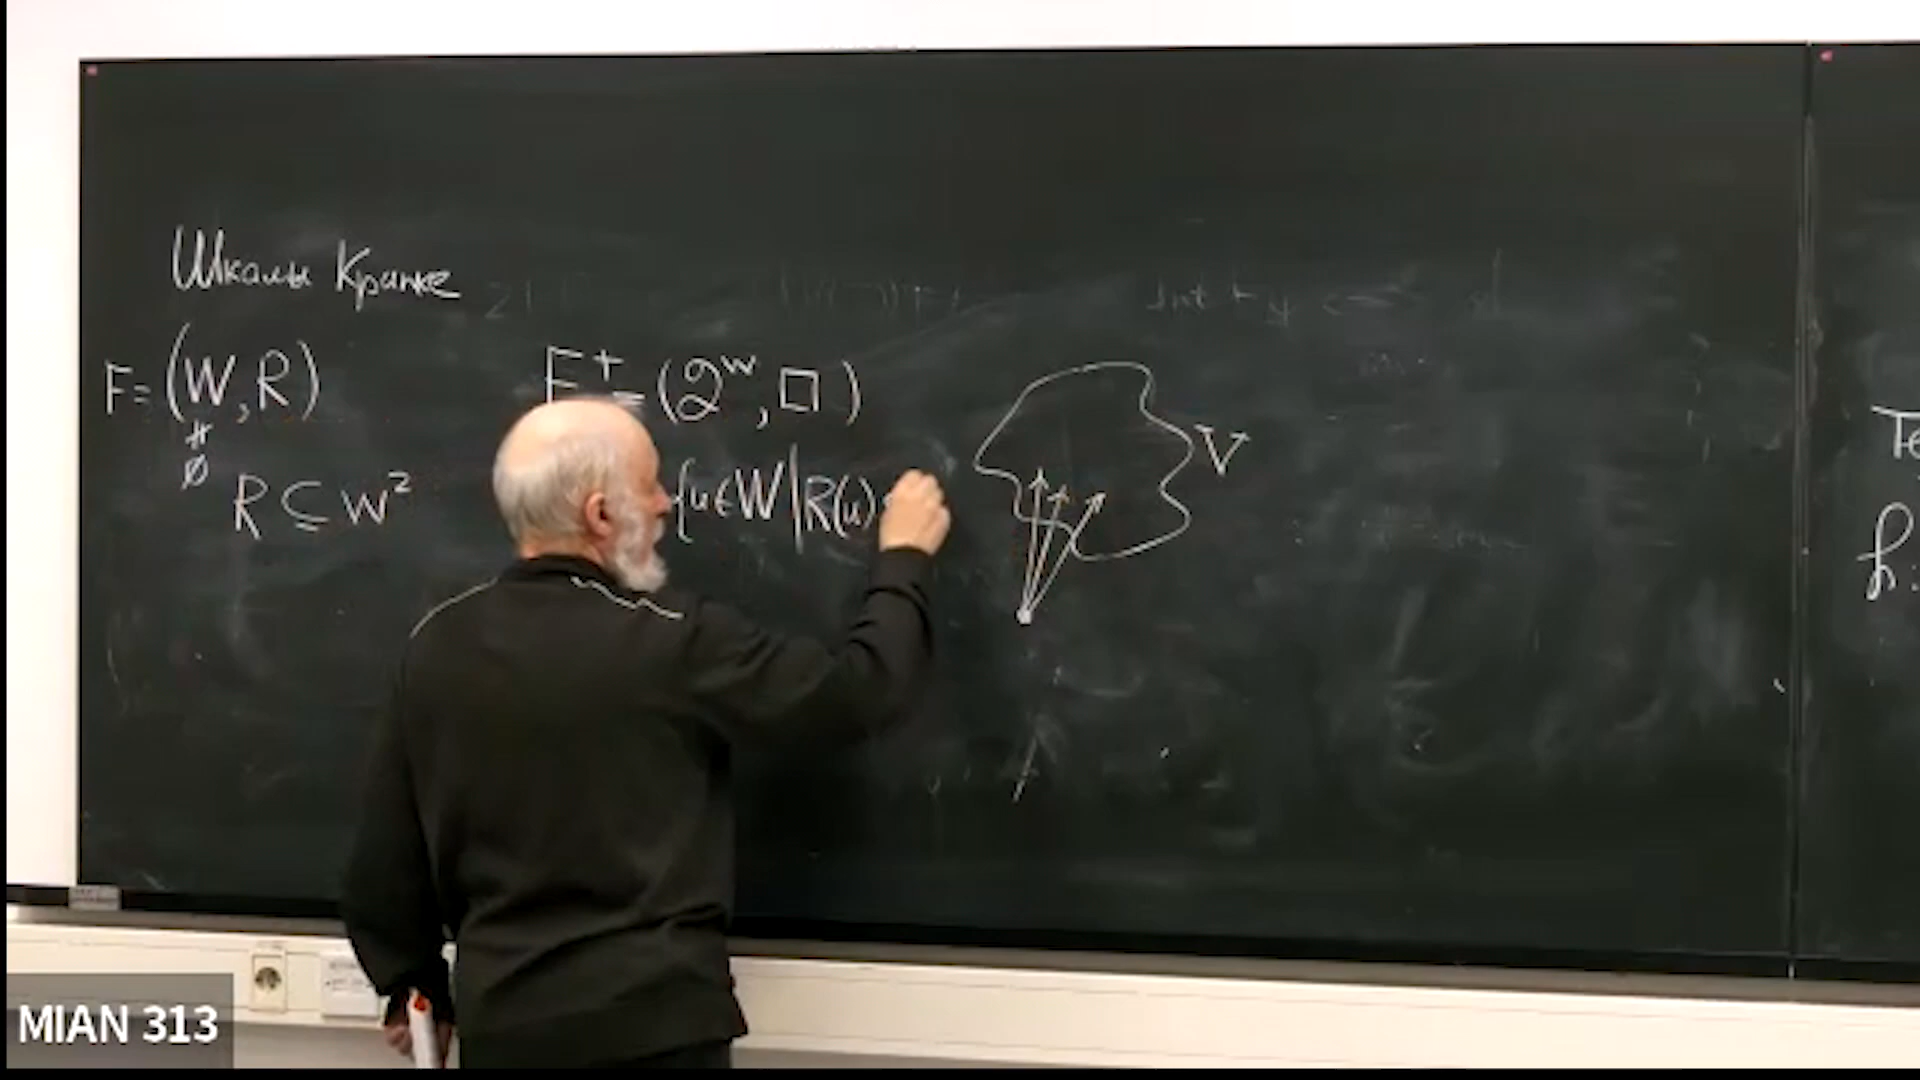 Шкалы Крипке
F = (W, R)
≠
∅
R ⊆ W²
F⁺ = (2^W, □)
{u ∈ W | R(u)
V
h:
MIAN 313